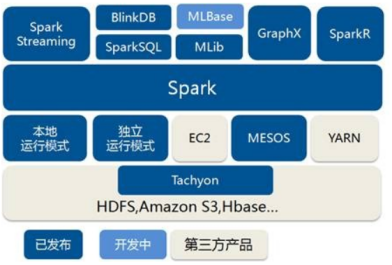 Spark
Streaming
BlinkDB
MLBase
GraphX
SparkR
SparkSQL
MLib
Spark
本地
运行模式
独立
运行模式
EC2
MESOS
YARN
Tachyon
HDFS,Amazon S3,Hbase...
已发布
开发中
第三方产品